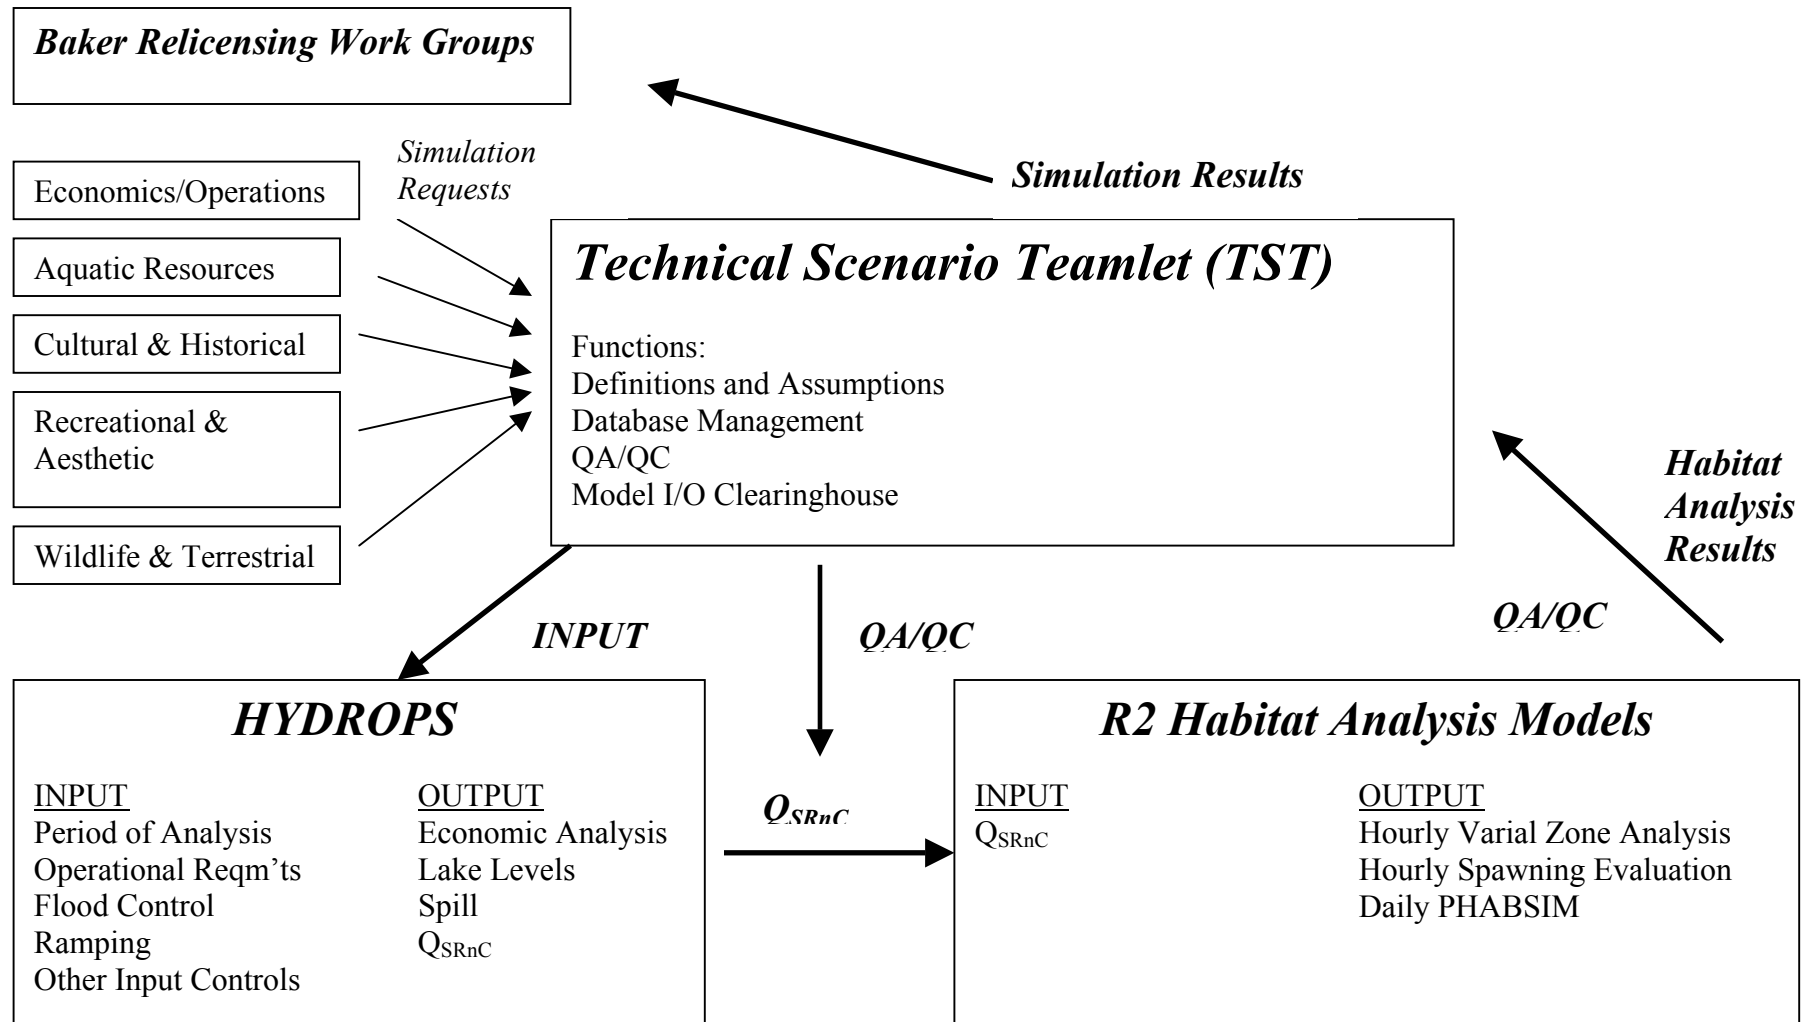 Baker Relicensing Work Groups
Simulation
Requests
Simulation Results
Economics/Operations
Aquatic Resources
Cultural & Historical
Recreational &
Aesthetic
Wildlife & Terrestrial
Technical Scenario Teamlet (TST)
Functions:
Definitions and Assumptions
Database Management
QA/QC
Model I/O Clearinghouse
Habitat
Analysis
Results
INPUT
QA/QC
QA/QC
HYDROPS
INPUT
Period of Analysis
Operational Reqm'ts
Flood Control
Ramping
Other Input Controls
OUTPUT
Economic Analysis
Lake Levels
Spill
QSRnC
QSRnC
R2 Habitat Analysis Models
INPUT
QSRnC
OUTPUT
Hourly Varial Zone Analysis
Hourly Spawning Evaluation
Daily PHABSIM